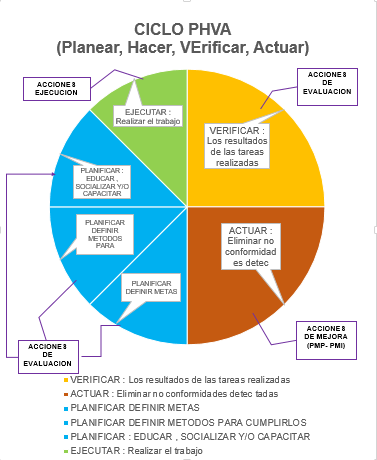 CICLO PHVA
(Planear, Hacer, VErificar, Actuar)
ACCIONES
EJECUCION
ACCIONES
DE
EVALUACION
EJECUTAR :
Realizar el trabajo
VERIFICAR :
Los resultados
de las tareas
realizadas
PLANIFICAR :
EDUCAR ,
SOCIALIZAR Y/O
CAPACITAR
PLANIFICAR
DEFINIR
METODOS
PARA
ACTUAR :
Eliminar no
conformidad
es detec
PLANIFICAR
DEFINIR METAS
ACCIONES
DE
EVALUACION
ACCIONES
DE MEJORA
(PMP- PMI)
VERIFICAR : Los resultados de las tareas realizadas
ACTUAR : Eliminar no conformidades detec tadas
PLANIFICAR DEFINIR METAS
PLANIFICAR DEFINIR METODOS PARA CUMPLIRLOS
PLANIFICAR : EDUCAR , SOCIALIZAR Y/O CAPACITAR
EJECUTAR : Realizar el trabajo